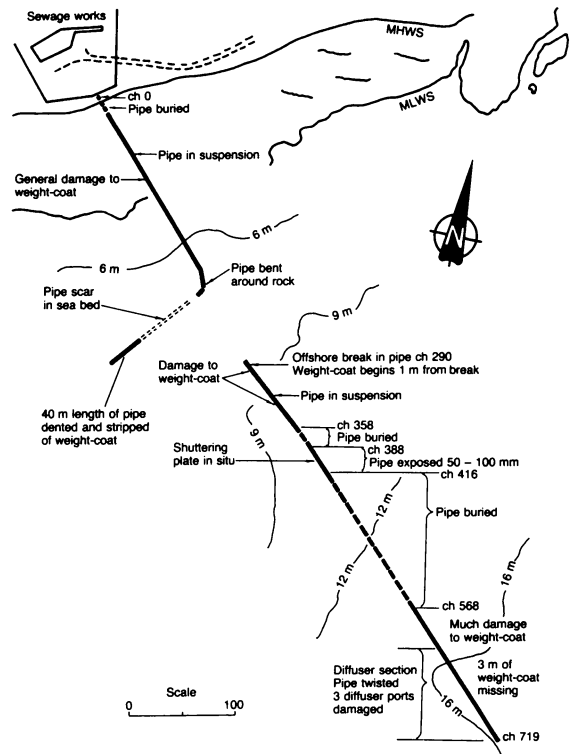 Sewage works
MHWS
ch 0
Pipe buried
MLWS
Pipe in suspension
General damage to
weight-coat
N
6 m
6 m
Pipe bent
around rock
Pipe scar
in sea bed
9 m
Offshore break in pipe ch 290
Weight-coat begins 1 m from break
Damage to
weight-coat
Pipe in suspension
40 m length of pipe
dented and stripped
of weight-coat
9 m
ch 358
Pipe buried
ch 388
Pipe exposed 50 – 100 mm
Shuttering
plate in situ
ch 416
12 m
Pipe buried
12 m
16 m
ch 568
Much damage
to weight-coat
3 m of
weight-coat
missing
Diffuser section
Pipe twisted
3 diffuser ports
damaged
16 m
Scale
0 100
ch 719